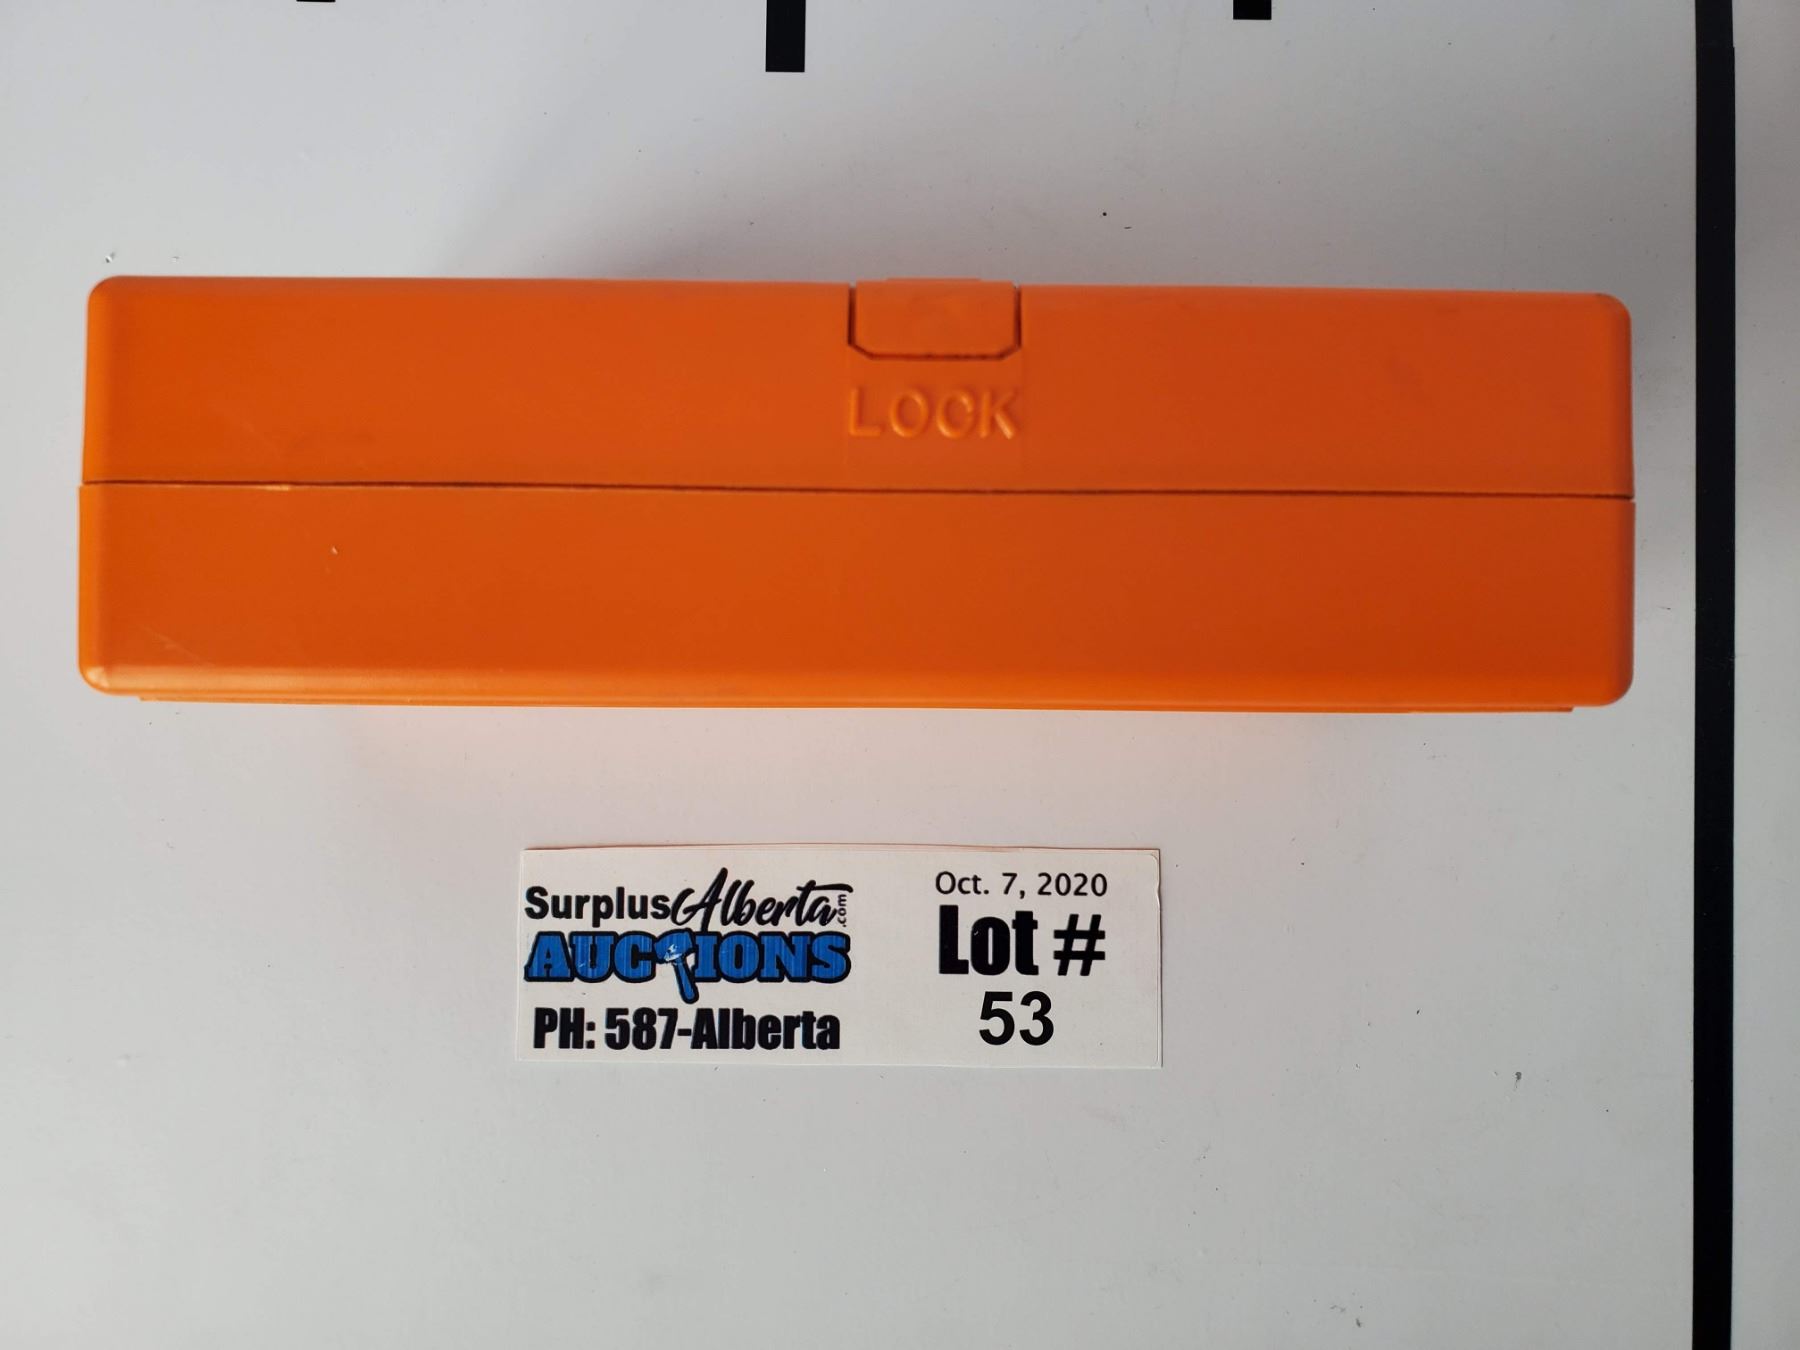 LOCK
SurplusAlberta.com
AUCTIONS
PH: 587-Alberta
Oct. 7, 2020
Lot #
53